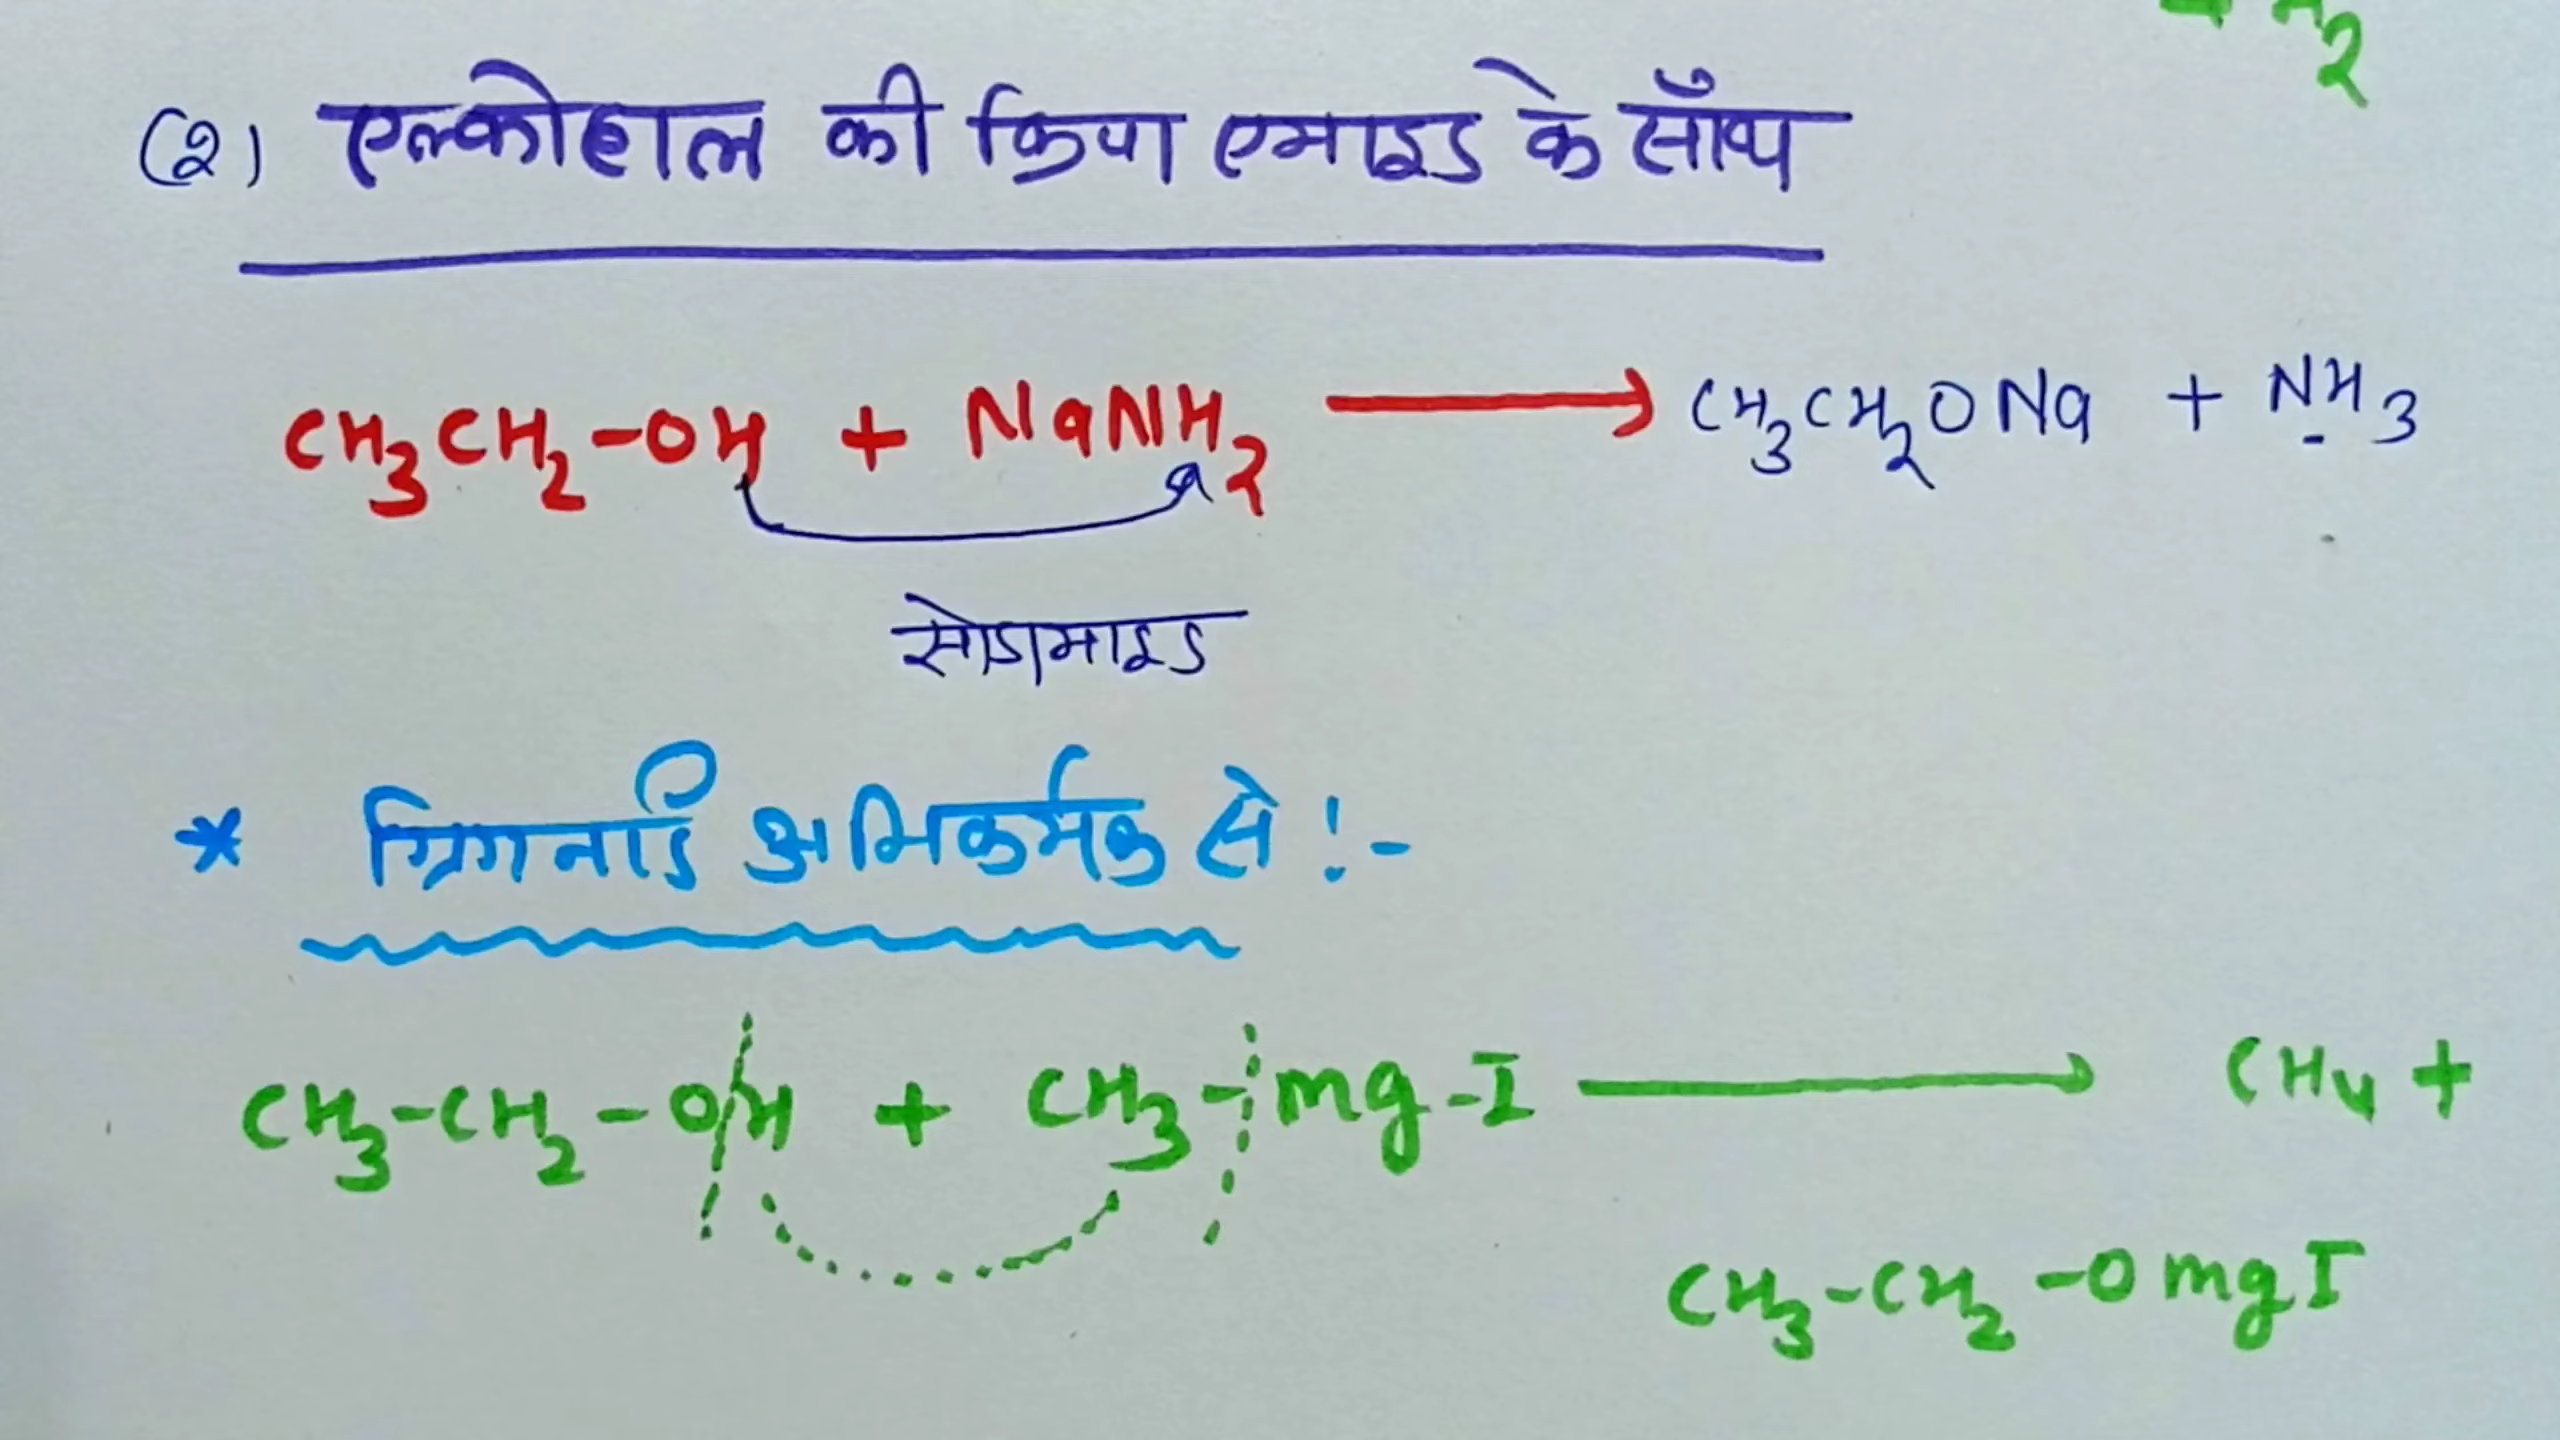 H2
(2) एल्कोहाल की क्रिया एमाइड के साँथ
CH3CH2-OH + NaNH2 → CH3CH2ONa + NH3
सोडामाइड
* ग्रिगनार्ड अभिकर्मक से :-
CH3-CH2-OH + CH3-mg-I → CH4 +
CH3-CH2-OmgI